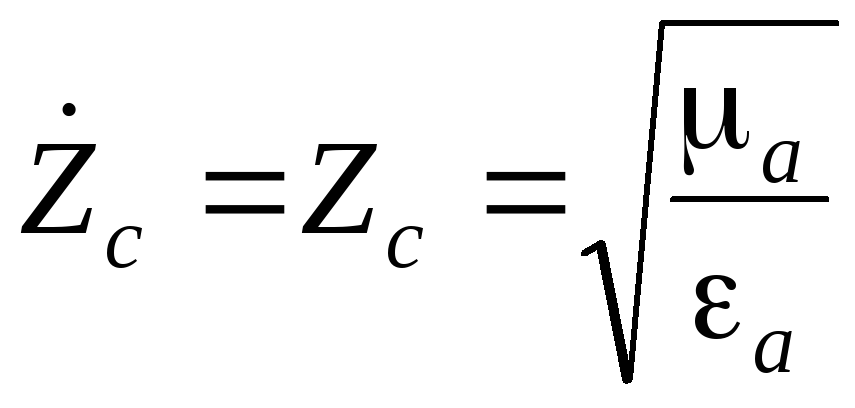 Ż_c = Z_c = √(μ_a / ε_a)